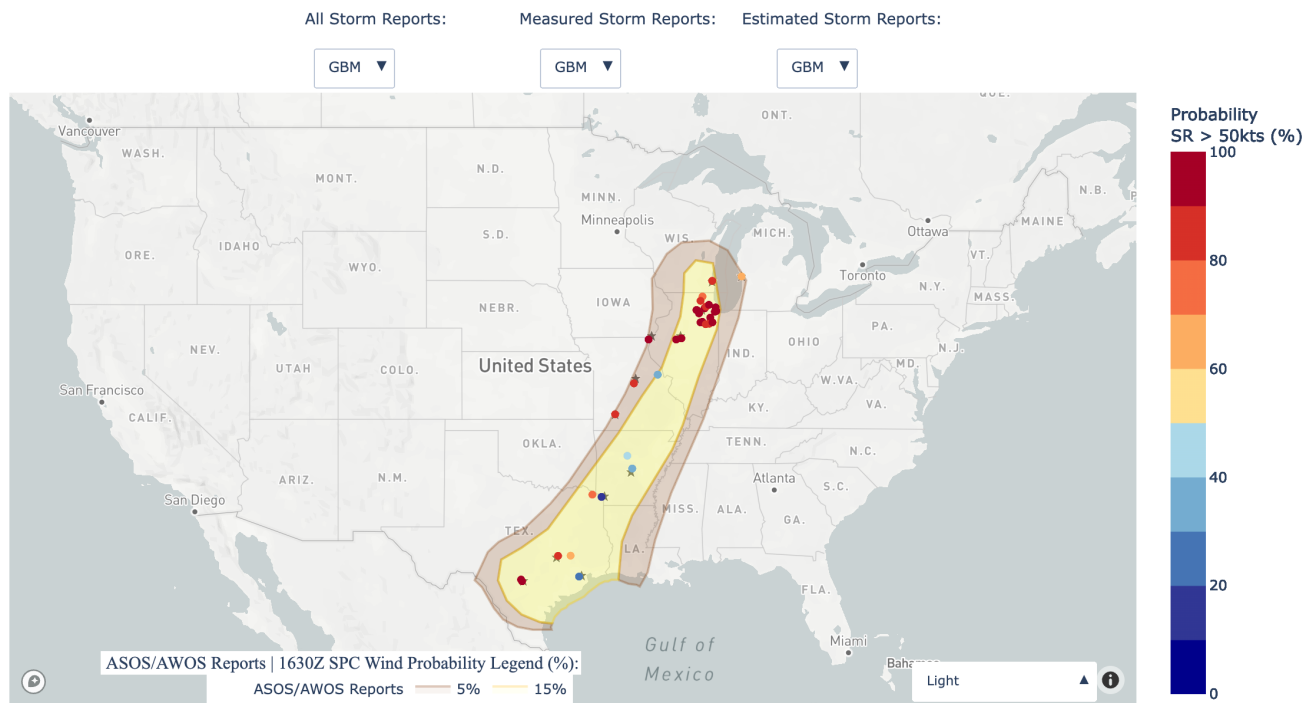 All Storm Reports:
Measured Storm Reports:
Estimated Storm Reports:
GBM ▼
GBM ▼
GBM ▼
Probability
SR > 50kts (%)
100
80
60
40
20
0
QUE.
ONT.
Vancouver
WASH.
MONT.
N.D.
MINN.
Minneapolis
N.B.
MAINE
Ottawa
ORE.
IDAHO
S.D.
WIS.
MICH.
VT.
WYO.
Toronto
N.Y.
MASS.
NEBR.
IOWA
PA.
NEV.
UTAH
COLO.
United States
IND.
OHIO
N.J.
MD.
San Francisco
W.VA.
CALIF.
KY.
VA.
OKLA.
TENN.
N.C.
ARIZ.
N.M.
Atlanta
S.C.
San Diego
MISS.
ALA.
GA.
TEX.
LA.
FLA.
Gulf of
Mexico
Miami
ASOS/AWOS Reports | 1630Z SPC Wind Probability Legend (%):
ASOS/AWOS Reports 5% 15%
Light ▲